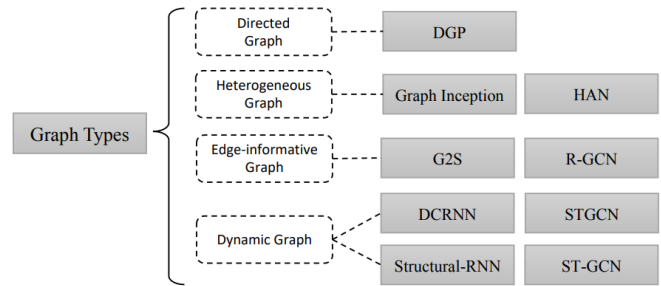 Directed
Graph
DGP
Heterogeneous
Graph
Graph Inception
HAN
Graph Types
Edge-informative
Graph
G2S
R-GCN
Dynamic Graph
DCRNN
STGCN
Structural-RNN
ST-GCN